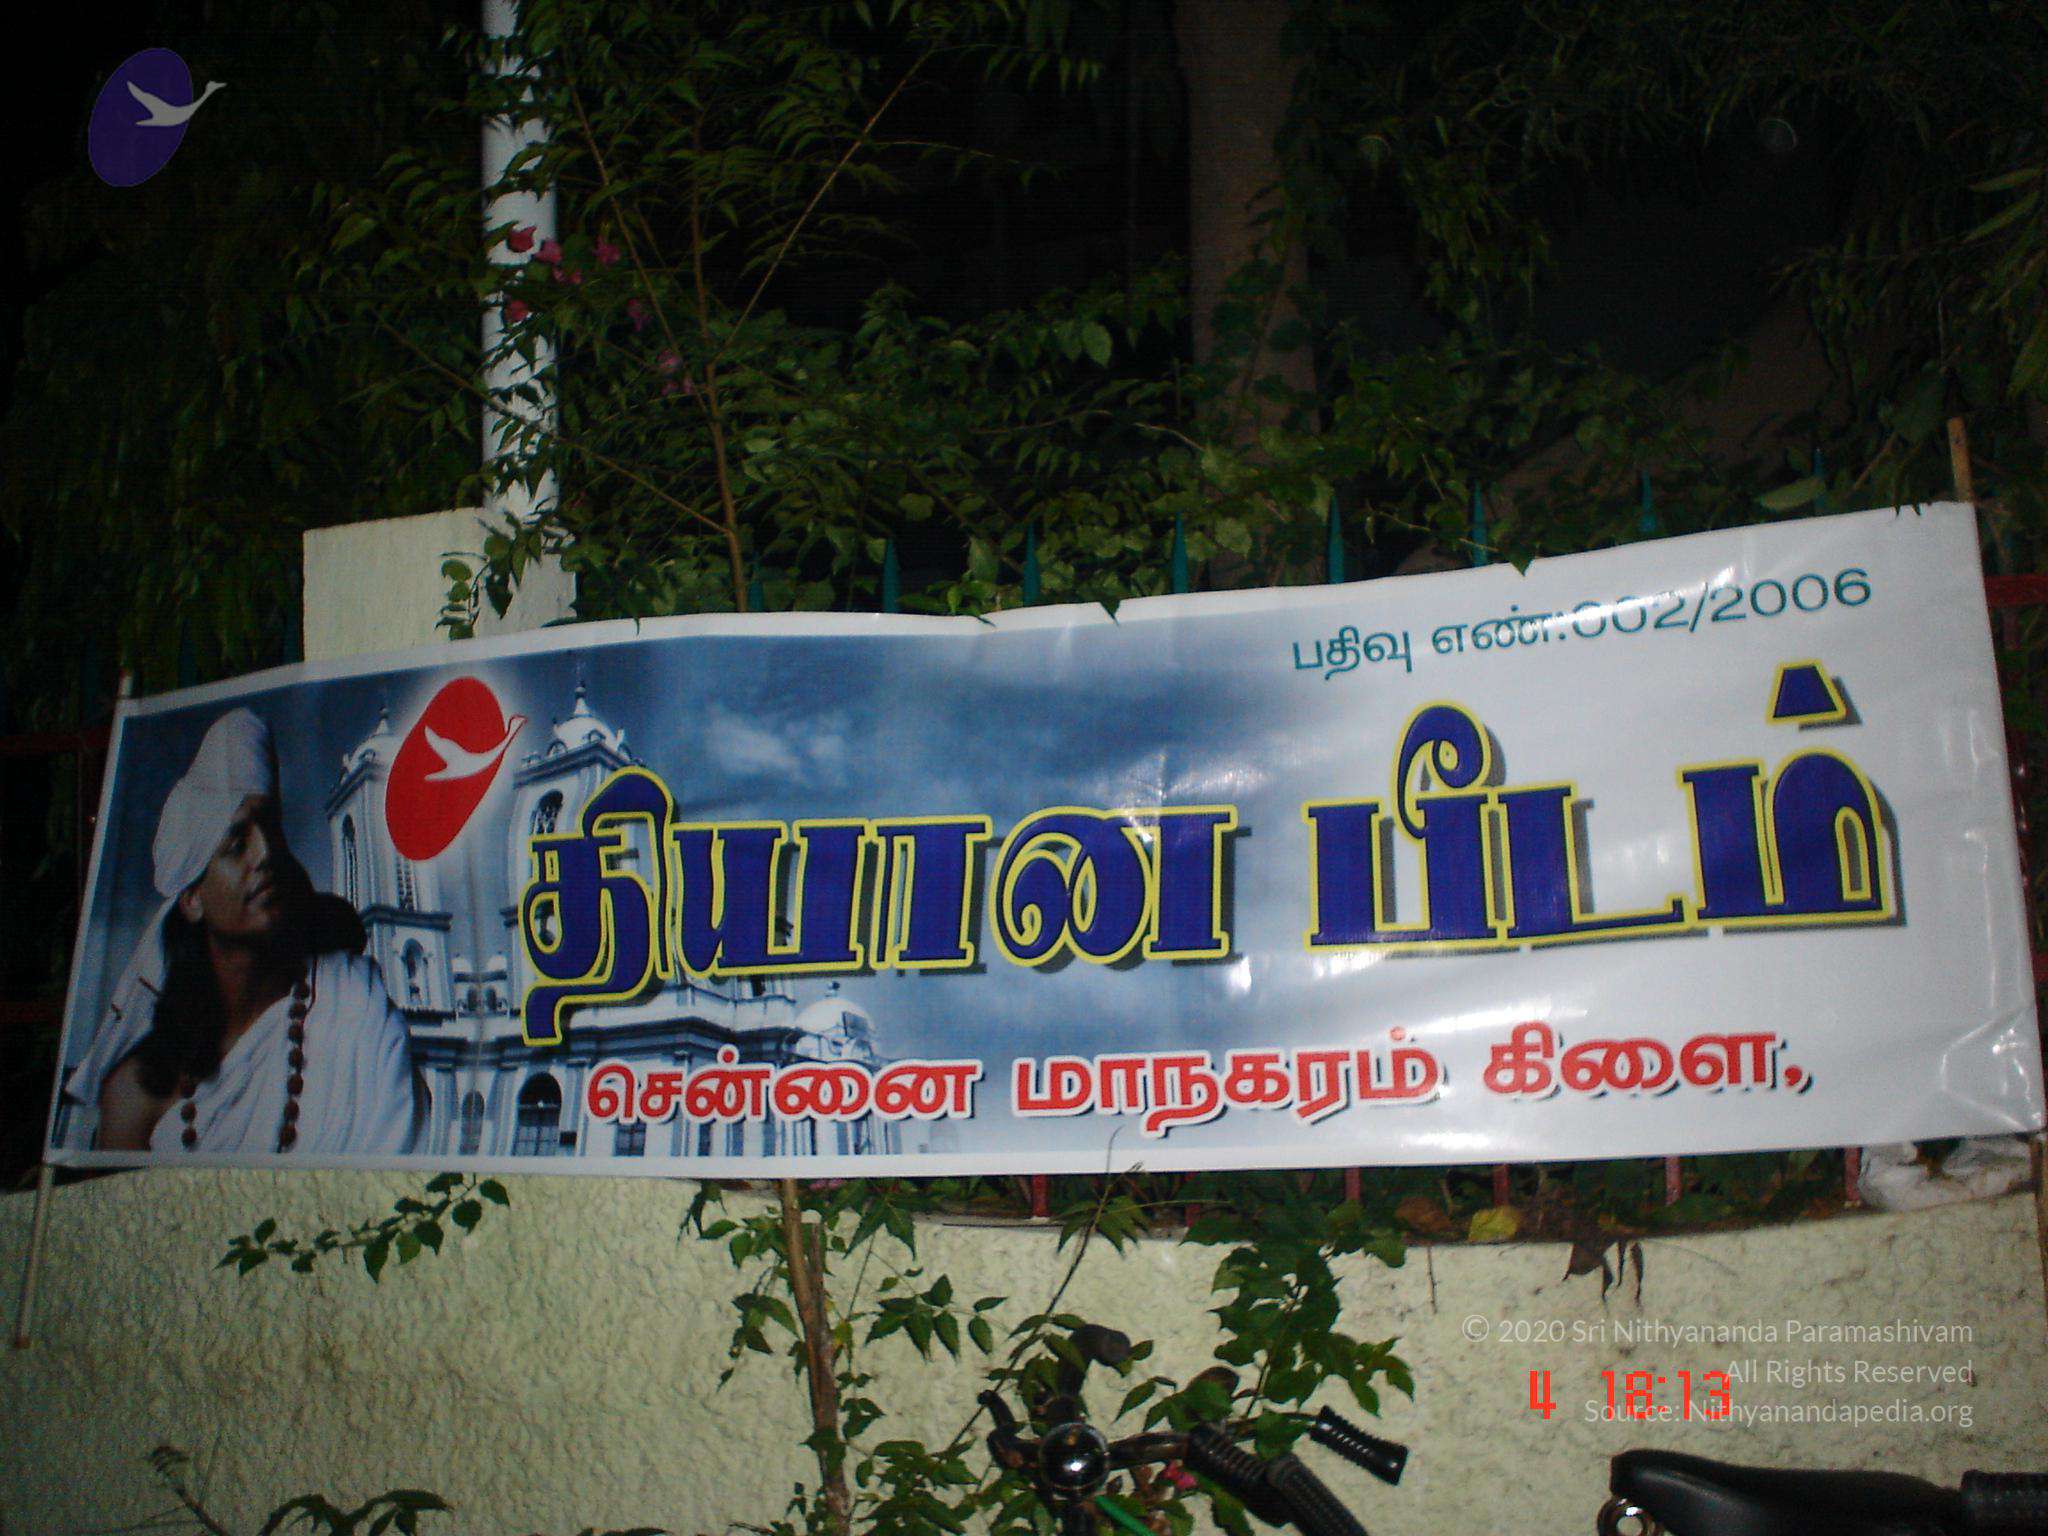 பதிவு எண்:002/2006
தியான பீடம்
சென்னை மாநகரம் கிளை,
© 2020 Sri Nithyananda Paramashivam
All Rights Reserved
4 18:13
Source: Nithyanandapedia.org